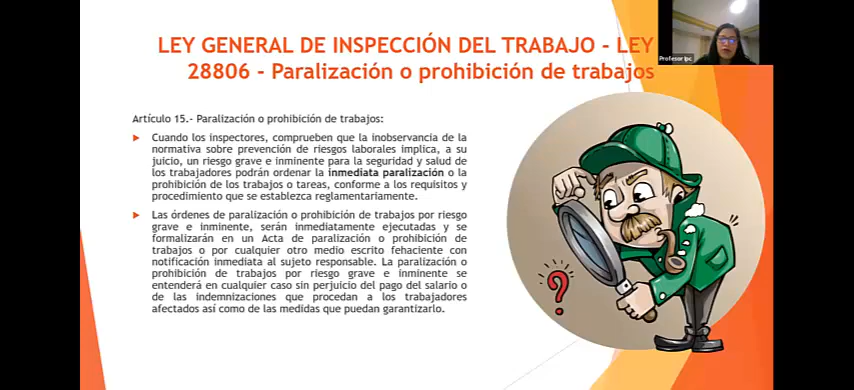 LEY GENERAL DE INSPECCIÓN DEL TRABAJO - LEY
28806 - Paralización o prohibición de trabajos
Profesor Ipc
Artículo 15.- Paralización o prohibición de trabajos:
Cuando los inspectores, comprueben que la inobservancia de la
normativa sobre prevención de riesgos laborales implica, a su
juicio, un riesgo grave e inminente para la seguridad y salud de
los trabajadores podrán ordenar la inmediata paralización o la
prohibición de los trabajos o tareas, conforme a los requisitos y
procedimiento que se establezca reglamentariamente.
Las órdenes de paralización o prohibición de trabajos por riesgo
grave e inminente, serán inmediatamente ejecutadas y se
formalizarán en un Acta de paralización o prohibición de
trabajos o por cualquier otro medio escrito fehaciente con
notificación inmediata al sujeto responsable. La paralización o
prohibición de trabajos por riesgo grave e inminente se
entenderá en cualquier caso sin perjuicio del pago del salario o
de las indemnizaciones que procedan a los trabajadores
afectados así como de las medidas que puedan garantizarlo.
?